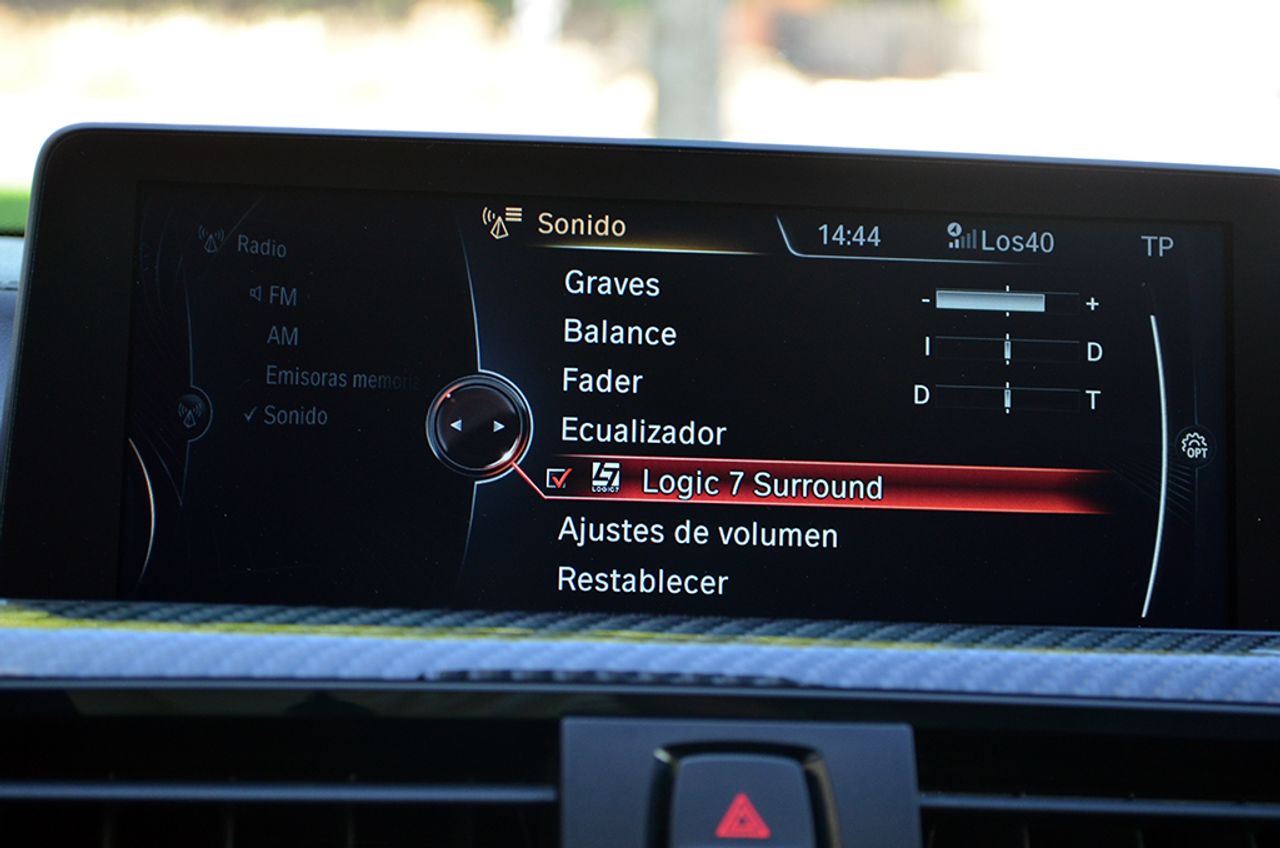 Radio
FM
AM
Emisoras memoria
✓ Sonido
Sonido
14:44
Los40
TP
Graves - +
Balance I D
Fader D T
Ecualizador
LOGIC7 Logic 7 Surround
Ajustes de volumen
Restablecer
OPT